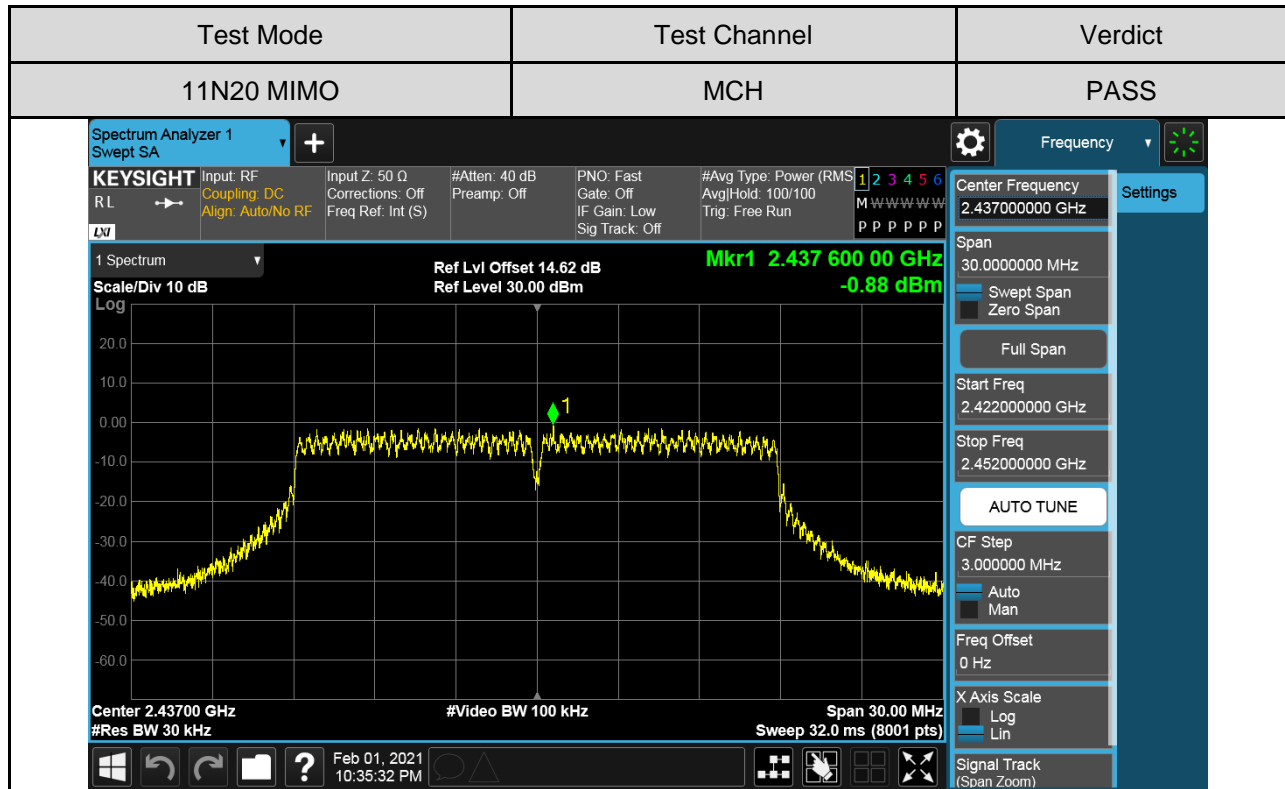 Test Mode Test Channel Verdict
11N20 MIMO MCH PASS
Spectrum Analyzer 1
Swept SA
+
Frequency
KEYSIGHT Input: RF Input Z: 50 Ω #Atten: 40 dB PNO: Fast #Avg Type: Power (RMS 1 2 3 4 5 6
RL Coupling: DC Corrections: Off Preamp: Off Gate: Off Avg|Hold: 100/100 M W W W W W
Align: Auto/No RF Freq Ref: Int (S) IF Gain: Low Trig: Free Run
LXI Sig Track: Off P P P P P P
1 Spectrum
Scale/Div 10 dB
Ref Lvl Offset 14.62 dB
Ref Level 30.00 dBm
Mkr1 2.437 600 00 GHz
-0.88 dBm
Log
20.0
10.0
0.00
-10.0
-20.0
-30.0
-40.0
-50.0
-60.0
1
Center 2.43700 GHz #Video BW 100 kHz Span 30.00 MHz
#Res BW 30 kHz Sweep 32.0 ms (8001 pts)
? Feb 01, 2021
10:35:32 PM
Center Frequency
2.437000000 GHz
Settings
Span
30.0000000 MHz
Swept Span
Zero Span
Full Span
Start Freq
2.422000000 GHz
Stop Freq
2.452000000 GHz
AUTO TUNE
CF Step
3.000000 MHz
Auto
Man
Freq Offset
0 Hz
X Axis Scale
Log
Lin
Signal Track
(Span Zoom)